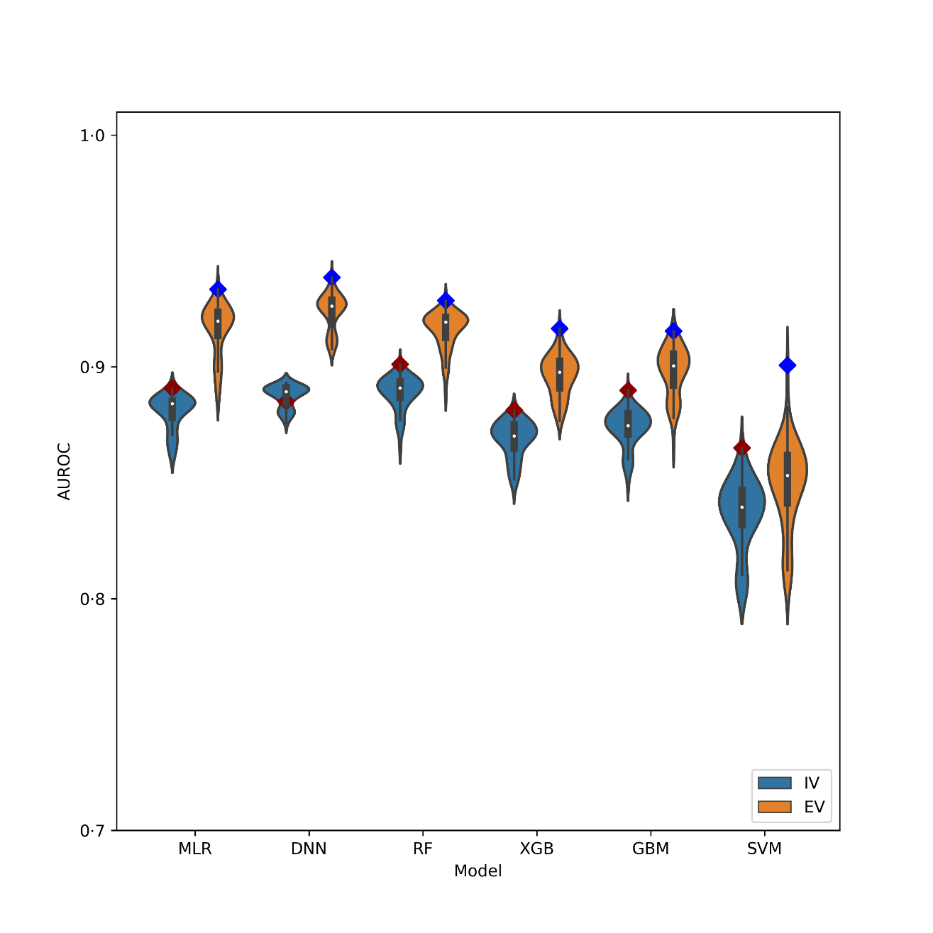 1·0
0·9
0·8
0·7
AUROC
MLR DNN RF XGB GBM SVM
Model
IV
EV